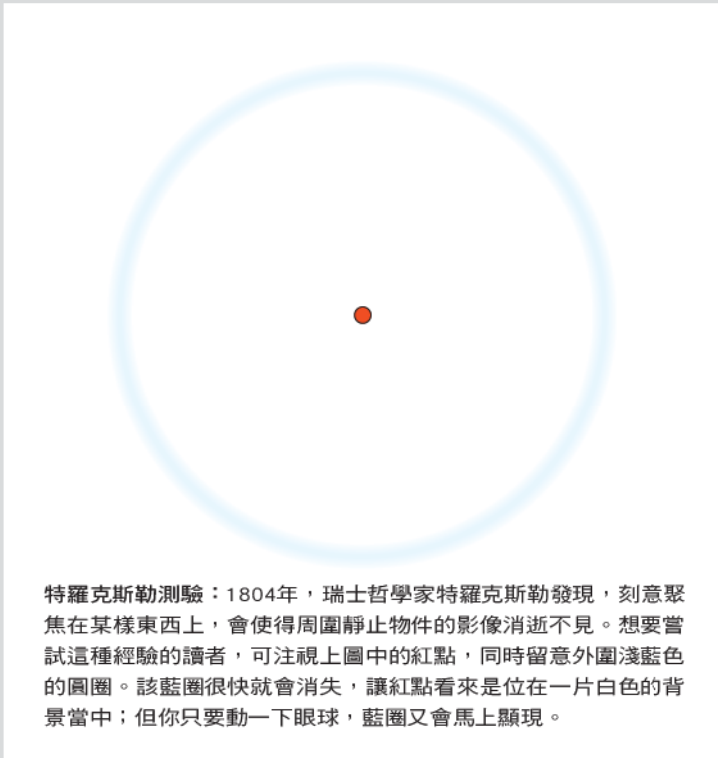 特羅克斯勒測驗：1804年，瑞士哲學家特羅克斯勒發現，刻意聚
焦在某樣東西上，會使得周圍靜止物件的影像消逝不見。想要嘗
試這種經驗的讀者，可注視上圖中的紅點，同時留意外圍淺藍色
的圓圈。該藍圈很快就會消失，讓紅點看來是位在一片白色的背
景當中；但你只要動一下眼球，藍圈又會馬上顯現。